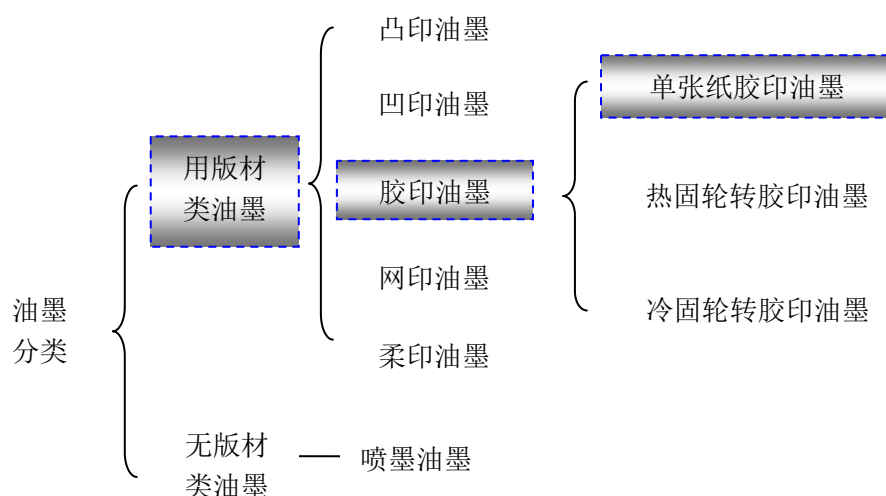 油墨
分类
用版材
类油墨
凸印油墨
凹印油墨
胶印油墨
网印油墨
柔印油墨
单张纸胶印油墨
热固轮转胶印油墨
冷固轮转胶印油墨
无版材
类油墨
喷墨油墨